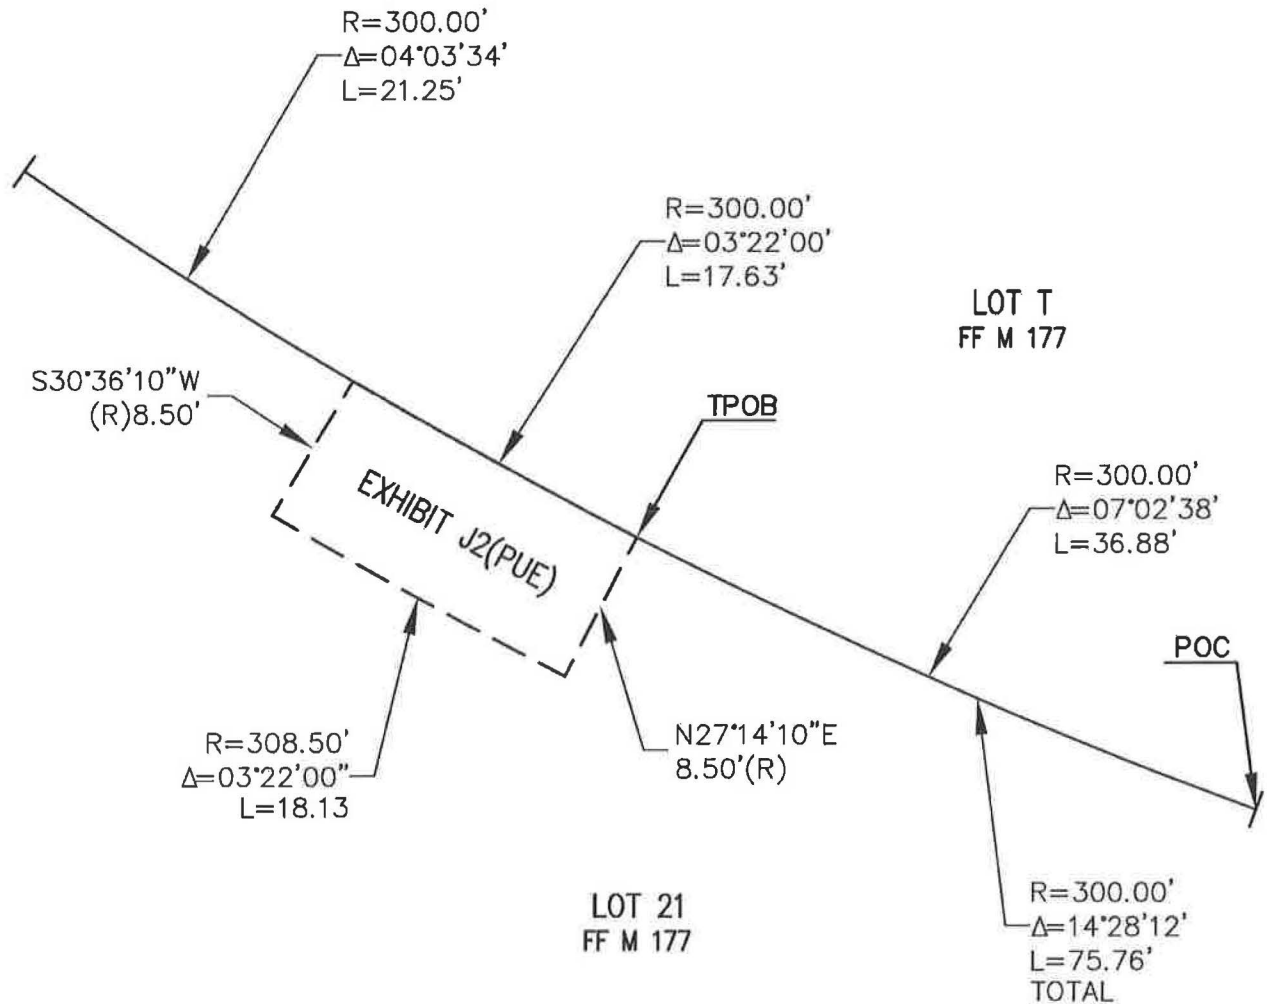 R=300.00'
Δ=04°03'34'
L=21.25'
R=300.00'
Δ=03°22'00'
L=17.63'
LOT T
FF M 177
S30°36'10"W
(R)8.50'
TPOB
EXHIBIT J2(PUE)
R=300.00'
Δ=07°02'38'
L=36.88'
POC
R=308.50'
Δ=03°22'00"
L=18.13
N27°14'10"E
8.50'(R)
LOT 21
FF M 177
R=300.00'
Δ=14°28'12'
L=75.76'
TOTAL